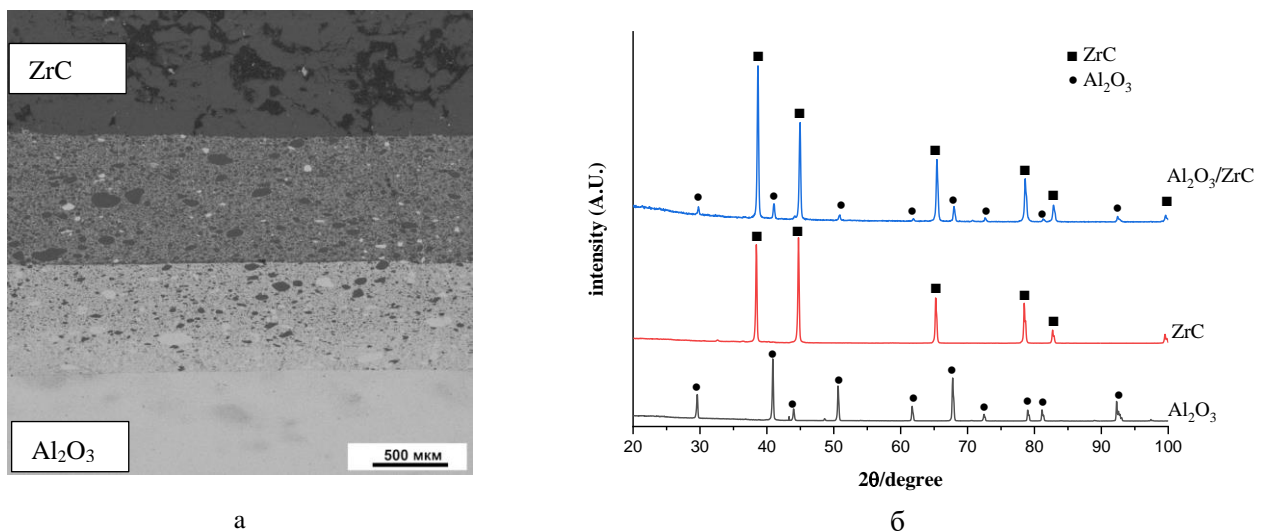 ZrC
Al₂O₃
500 мкм
а
ZrC
Al₂O₃
Al₂O₃/ZrC
ZrC
Al₂O₃
intensity (A.U.)
20 30 40 50 60 70 80 90 100
2θ/degree
б